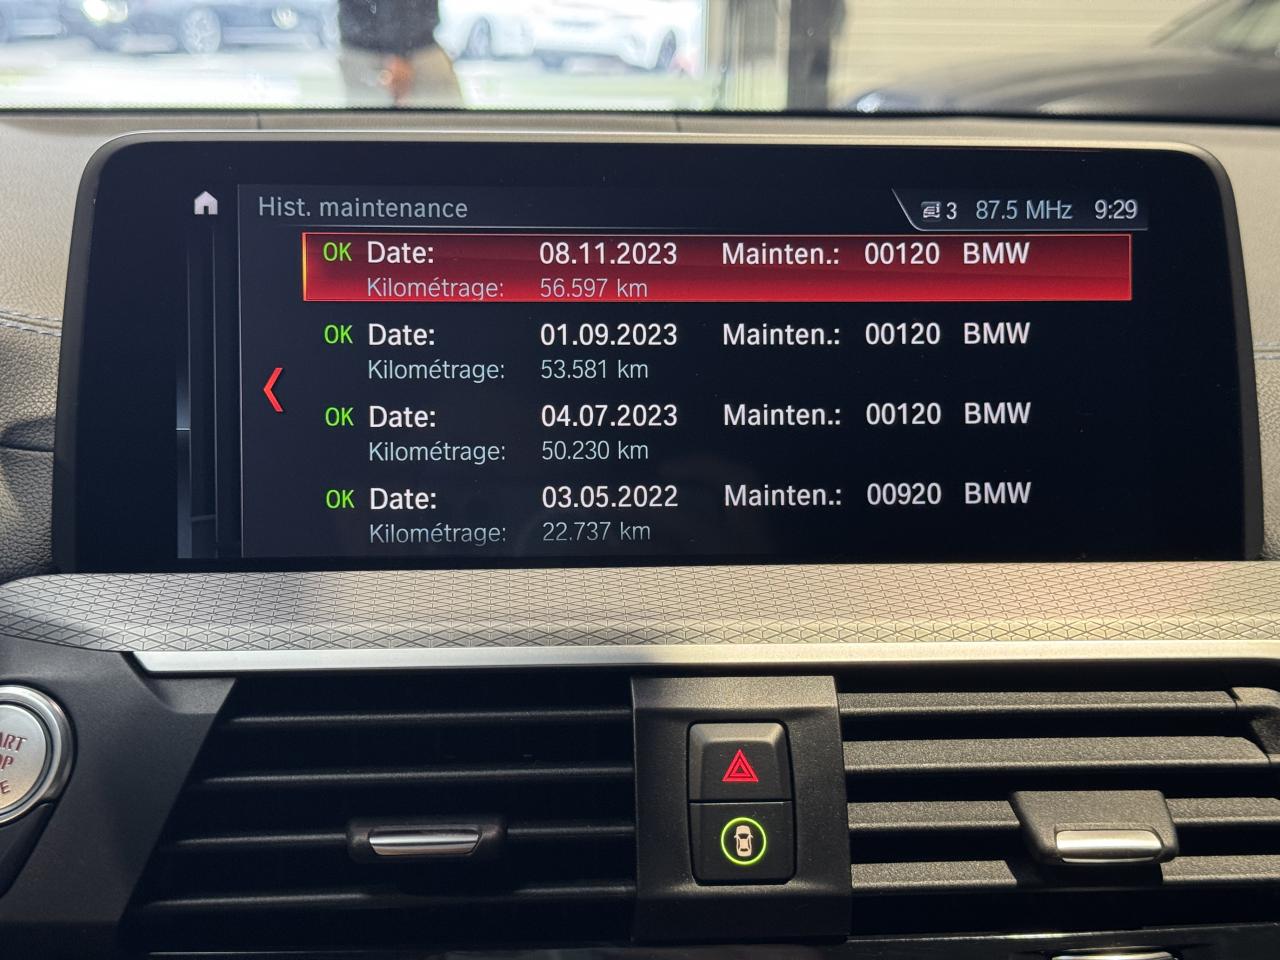 Hist. maintenance 3 87.5 MHz 9:29
OK Date: 08.11.2023 Mainten.: 00120 BMW
Kilométrage: 56.597 km
OK Date: 01.09.2023 Mainten.: 00120 BMW
Kilométrage: 53.581 km
OK Date: 04.07.2023 Mainten.: 00120 BMW
Kilométrage: 50.230 km
OK Date: 03.05.2022 Mainten.: 00920 BMW
Kilométrage: 22.737 km